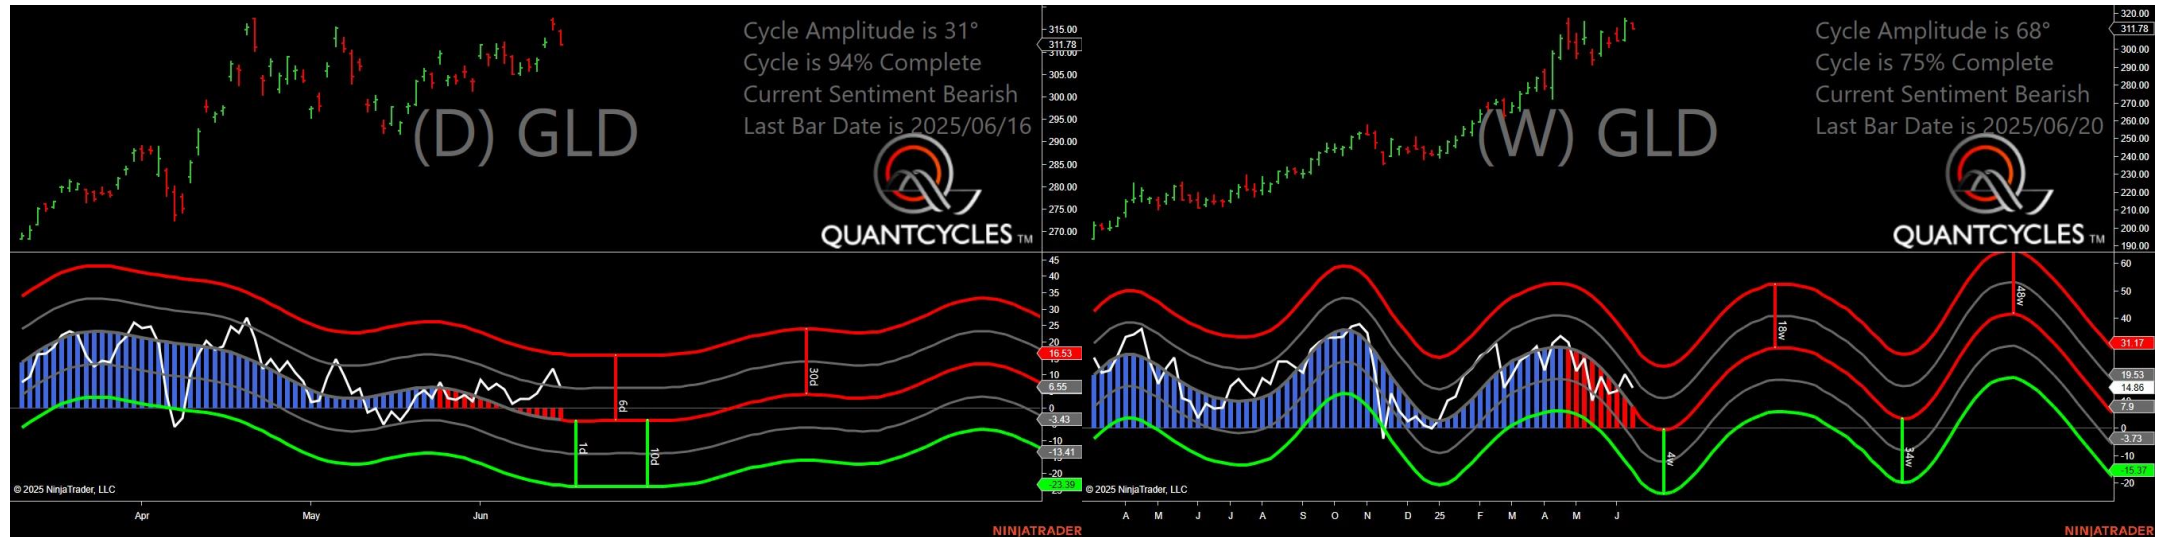 Cycle Amplitude is 31°
Cycle is 94% Complete
Current Sentiment Bearish
Last Bar Date is 2025/06/16
(D) GLD
QUANTCYCLES TM
315.00
311.78
310.00
305.00
300.00
295.00
290.00
285.00
280.00
275.00
270.00
45
40
35
30
25
20
16.53
10
6.55
0
-3.43
-10
-13.41
-20
-23.39
6d
30d
1d
10d
© 2025 NinjaTrader, LLC
Apr May Jun
NINJATRADER
Cycle Amplitude is 68°
Cycle is 75% Complete
Current Sentiment Bearish
Last Bar Date is 2025/06/20
(W) GLD
QUANTCYCLES TM
320.00
311.78
300.00
290.00
280.00
270.00
260.00
250.00
240.00
230.00
220.00
210.00
200.00
190.00
60
50
40
31.17
19.53
14.86
7.9
0
-3.73
-10
-15.37
-20
18w
48w
4w
34w
© 2025 NinjaTrader, LLC
A M J J A S O N D 25 F M A M J
NINJATRADER